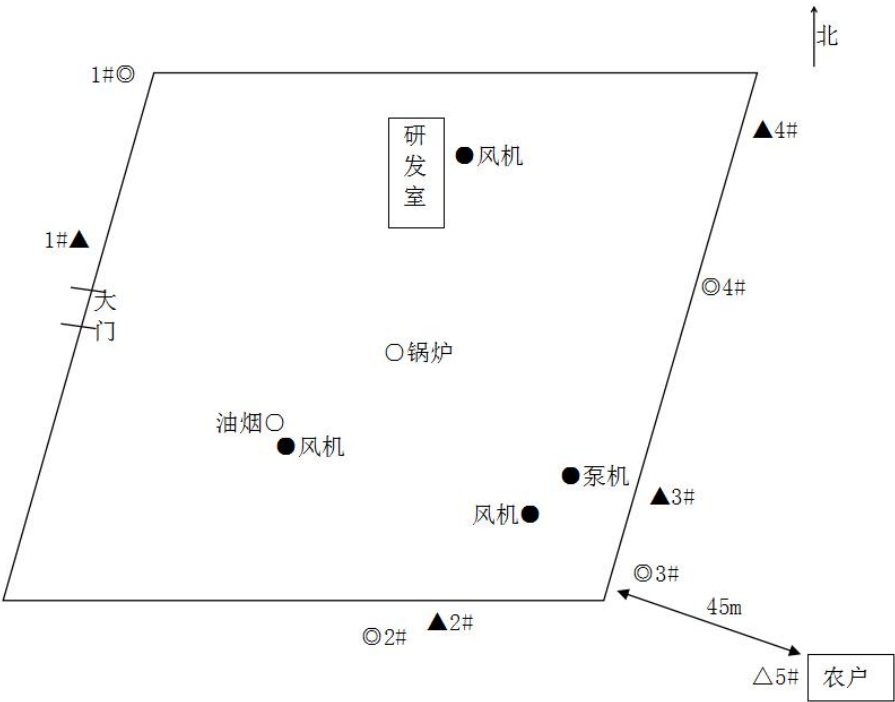 北
1#◎
研发室
●风机
▲4#
1#▲
◎4#
大门
○锅炉
油烟○
●风机
●泵机
▲3#
风机●
◎3#
45m
▲2#
◎2#
△5#
农户